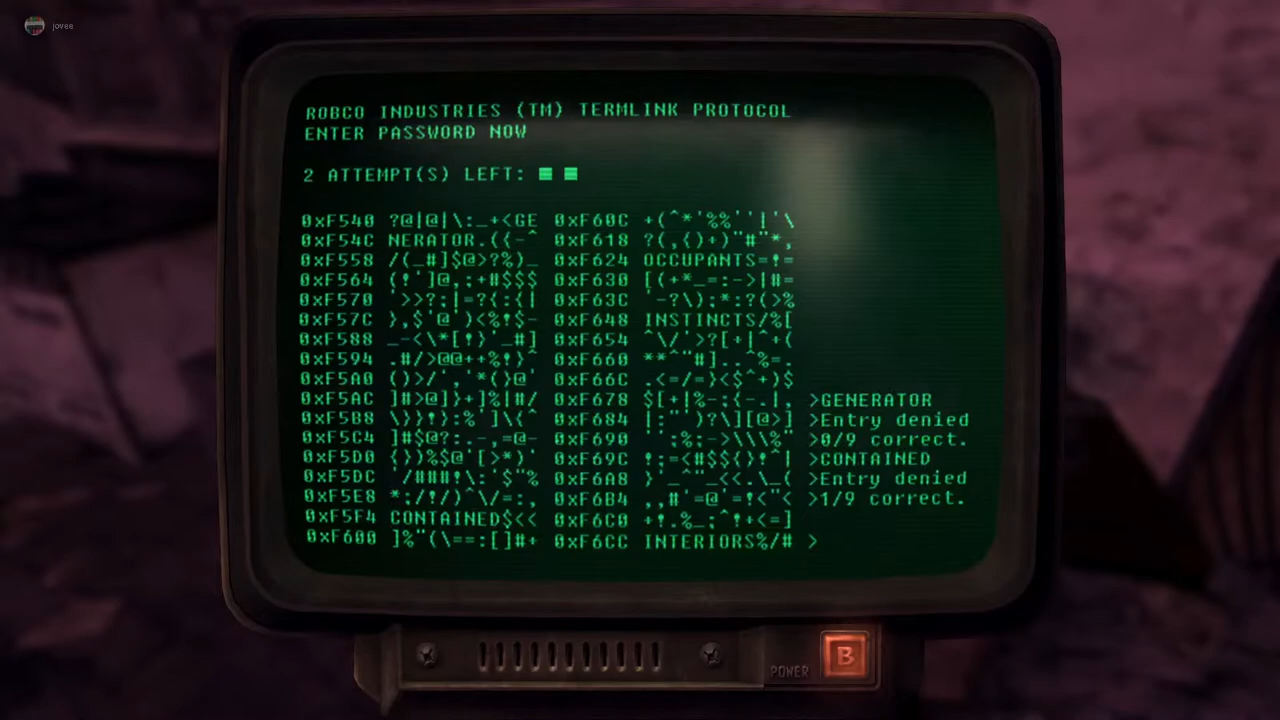 jovee
ROBCO INDUSTRIES (TM) TERMLINK PROTOCOL
ENTER PASSWORD NOW
2 ATTEMPT(S) LEFT:
0xF540 ?@|@|\:_+<GE 0xF60C +(^*'%%''|'\
0xF54C NERATOR.({-^ 0xF618 ?(,()+)"#"*,
0xF558 /(_#]$@>?%)_ 0xF624 OCCUPANTS=!=
0xF564 (!']@,;+#$$$ 0xF630 [(+*_=:->|#=
0xF570 '>>?;|=?{:{| 0xF63C '-?\);*:?(>%
0xF57C },$'@')<%!$- 0xF648 INSTINCTS/%[
0xF588 _-<\*[!}'_#] 0xF654 ^\/'>?[+|^+(
0xF594 .#/>@@++%!}^ 0xF660 **^"#]..^%=.
0xF5A0 ()>/','*(}@' 0xF66C .<=/=}<$^+)$
0xF5AC ]#>@]}+]%|#/ 0xF678 $[+|%-;{-.|, >GENERATOR
0xF5B8 \}}!}:%']\{^ 0xF684 |:"')?\][@>] >Entry denied
0xF5C4 ]#$@?:.-,=@- 0xF690 '':%;->\\\%" >0/9 correct.
0xF5D0 {})%$@'[>*)' 0xF69C !;=<#$${}!^| >CONTAINED
0xF5DC '/###!\:'$"% 0xF6A8 }'_^"_<<.\_( >Entry denied
0xF5E8 *;/!/)^\/=:, 0xF6B4 ,,#'=@'=!<"< >1/9 correct.
0xF5F4 CONTAINED$<< 0xF6C0 +!.%_;^!+<=]
0xF600 ]%"(\==:[]#+ 0xF6CC INTERIORS%/# >
POWER
B